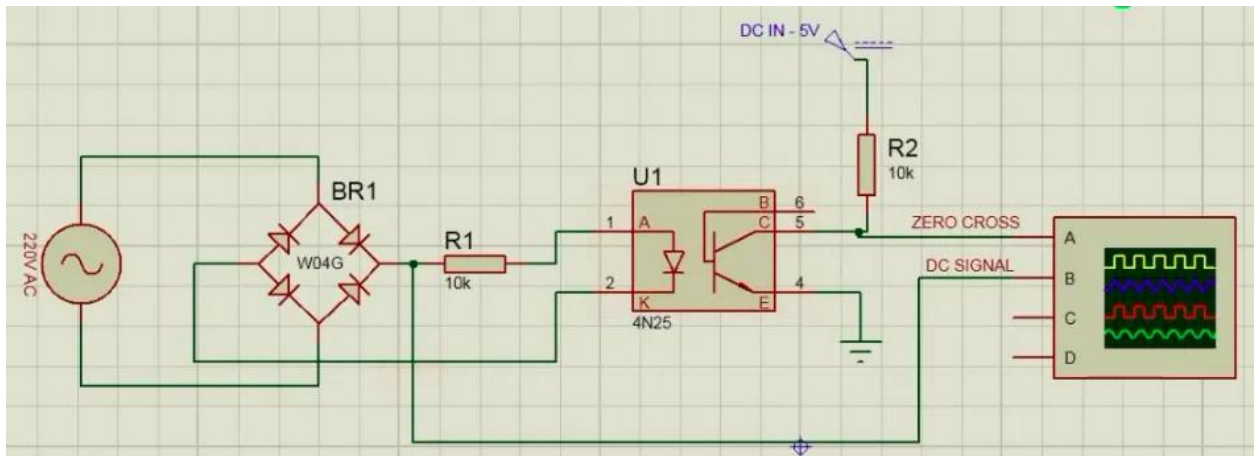 DC IN - 5V
R2
10k
BR1
W04G
220V AC
R1
10k
U1
1
A
2
K
B
6
C
5
E
4
4N25
ZERO CROSS
DC SIGNAL
A
B
C
D